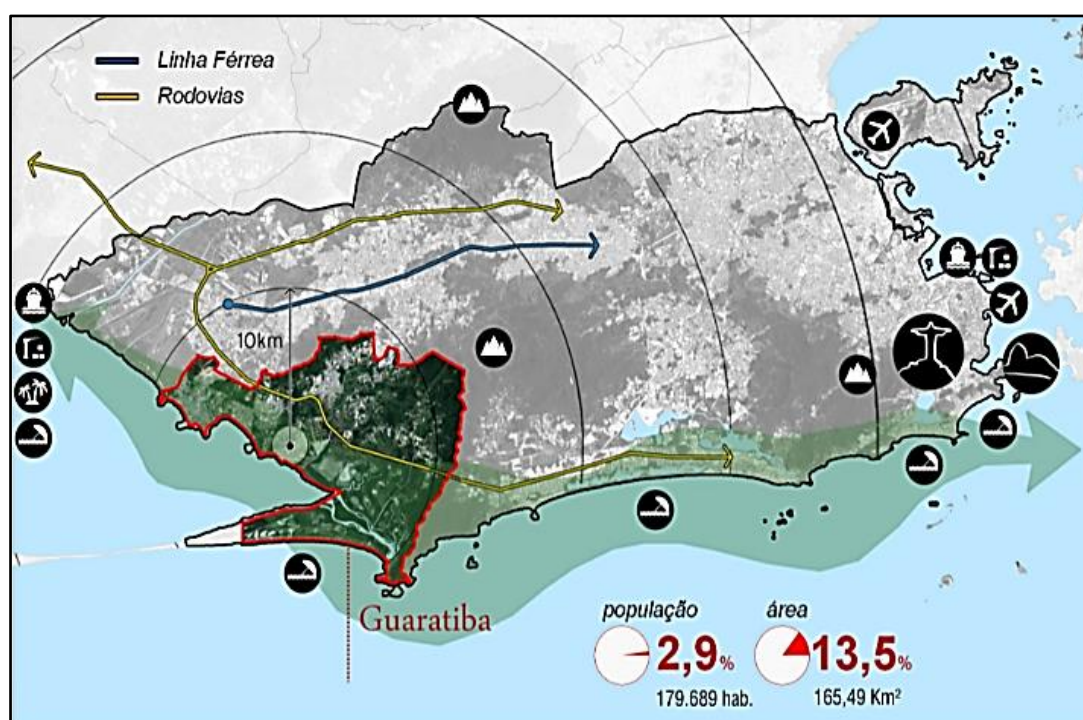 Linha Férrea
Rodovias
10km
Guaratiba
população
2,9%
179.689 hab.
área
13,5%
165,49 Km²